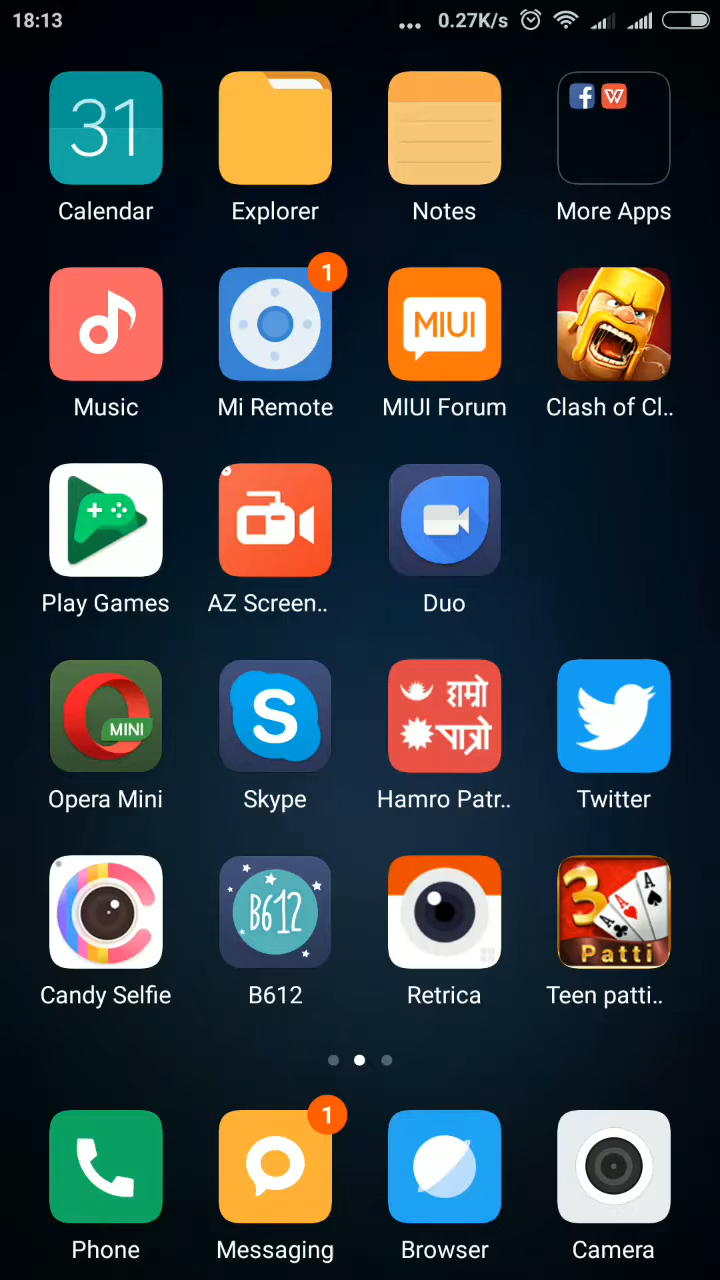 18:13
... 0.27K/s
31
Calendar
Explorer
Notes
More Apps
1
MIUI
Music
Mi Remote
MIUI Forum
Clash of Cl..
Play Games
AZ Screen..
Duo
MINI
S
हाम्रो
पात्रो
Opera Mini
Skype
Hamro Patr..
Twitter
B612
3
A
A
A
Patti
Candy Selfie
B612
Retrica
Teen patti..
1
Phone
Messaging
Browser
Camera